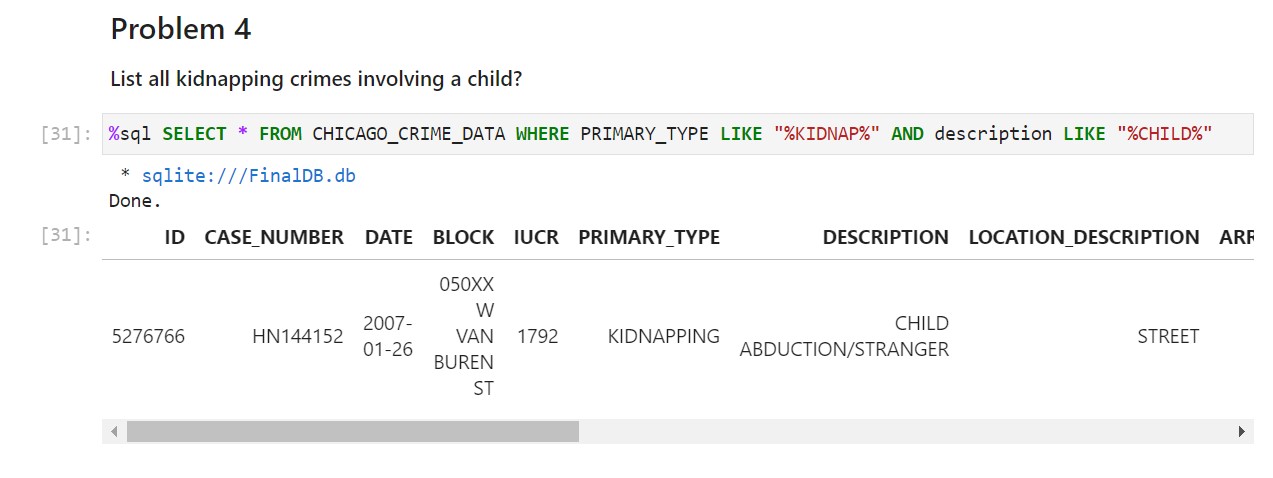 Problem 4
List all kidnapping crimes involving a child?
[31]: %sql SELECT * FROM CHICAGO_CRIME_DATA WHERE PRIMARY_TYPE LIKE "%KIDNAP%" AND description LIKE "%CHILD%"
* sqlite:///FinalDB.db
Done.
[31]: ID CASE_NUMBER DATE BLOCK IUCR PRIMARY_TYPE DESCRIPTION LOCATION_DESCRIPTION ARR
050XX
W
5276766 HN144152 2007-01-26 VAN 1792 KIDNAPPING CHILD ABDUCTION/STRANGER STREET
BUREN
ST